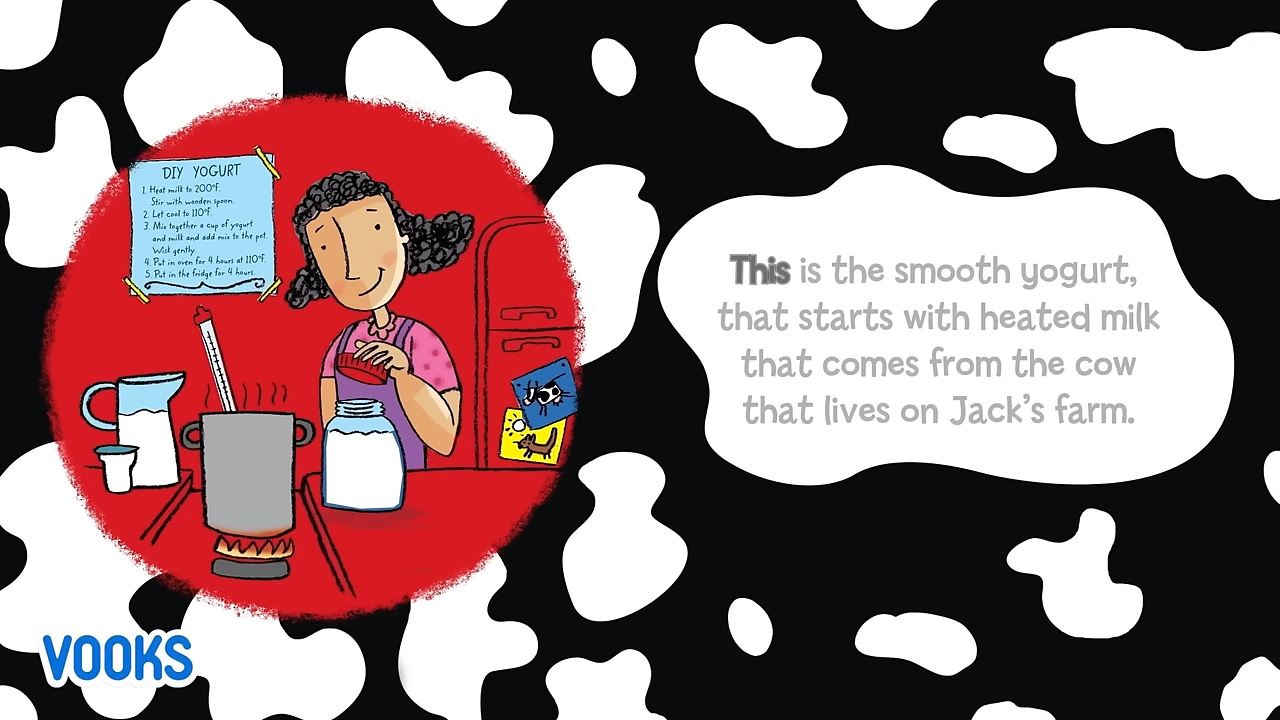 DIY YOGURT
1. Heat milk to 200°F.
Stir with wooden spoon.
2. Let cool to 110°F.
3. Mix together a cup of yogurt
and milk and add mix to the pot.
Wisk gently.
4. Put in oven for 4 hours at 110°F.
5. Put in the fridge for 4 hours.
This is the smooth yogurt,
that starts with heated milk
that comes from the cow
that lives on Jack's farm.
VOOKS